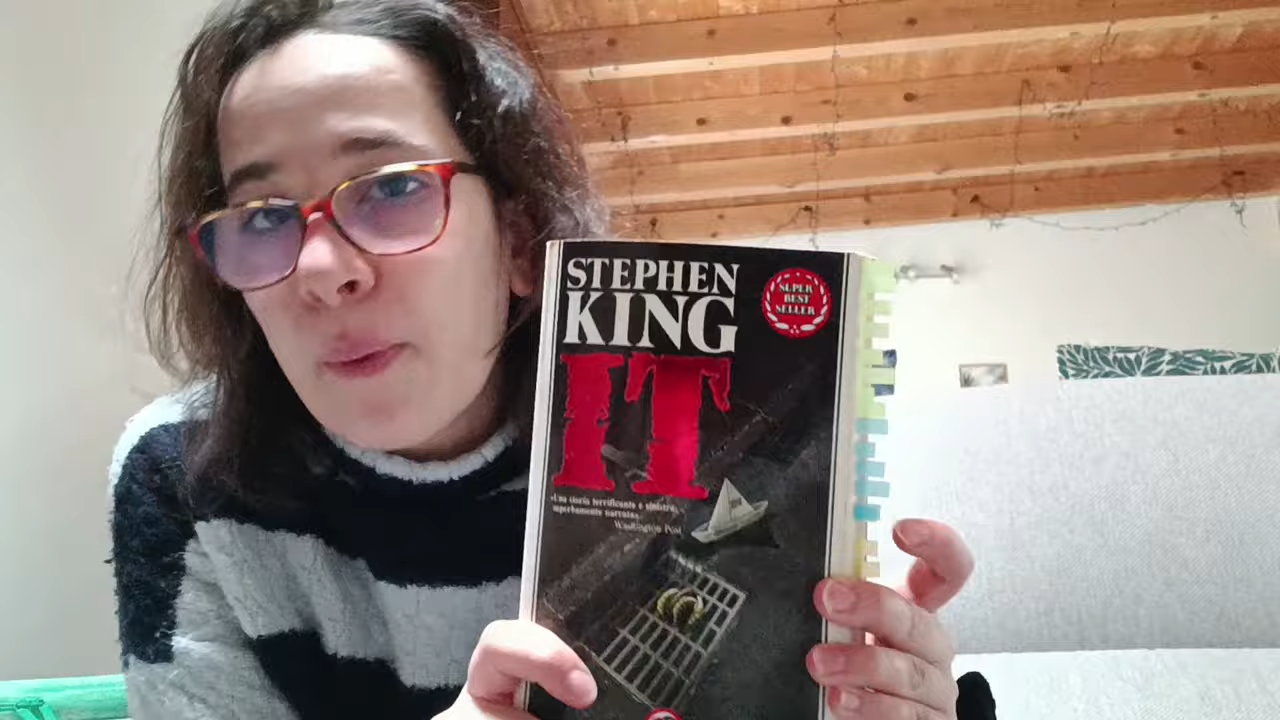 STEPHEN
KING
IT
SUPER
BEST
SELLER
«Una storia terrificante e sinistra,
superbamente narrata.»
Washington Post